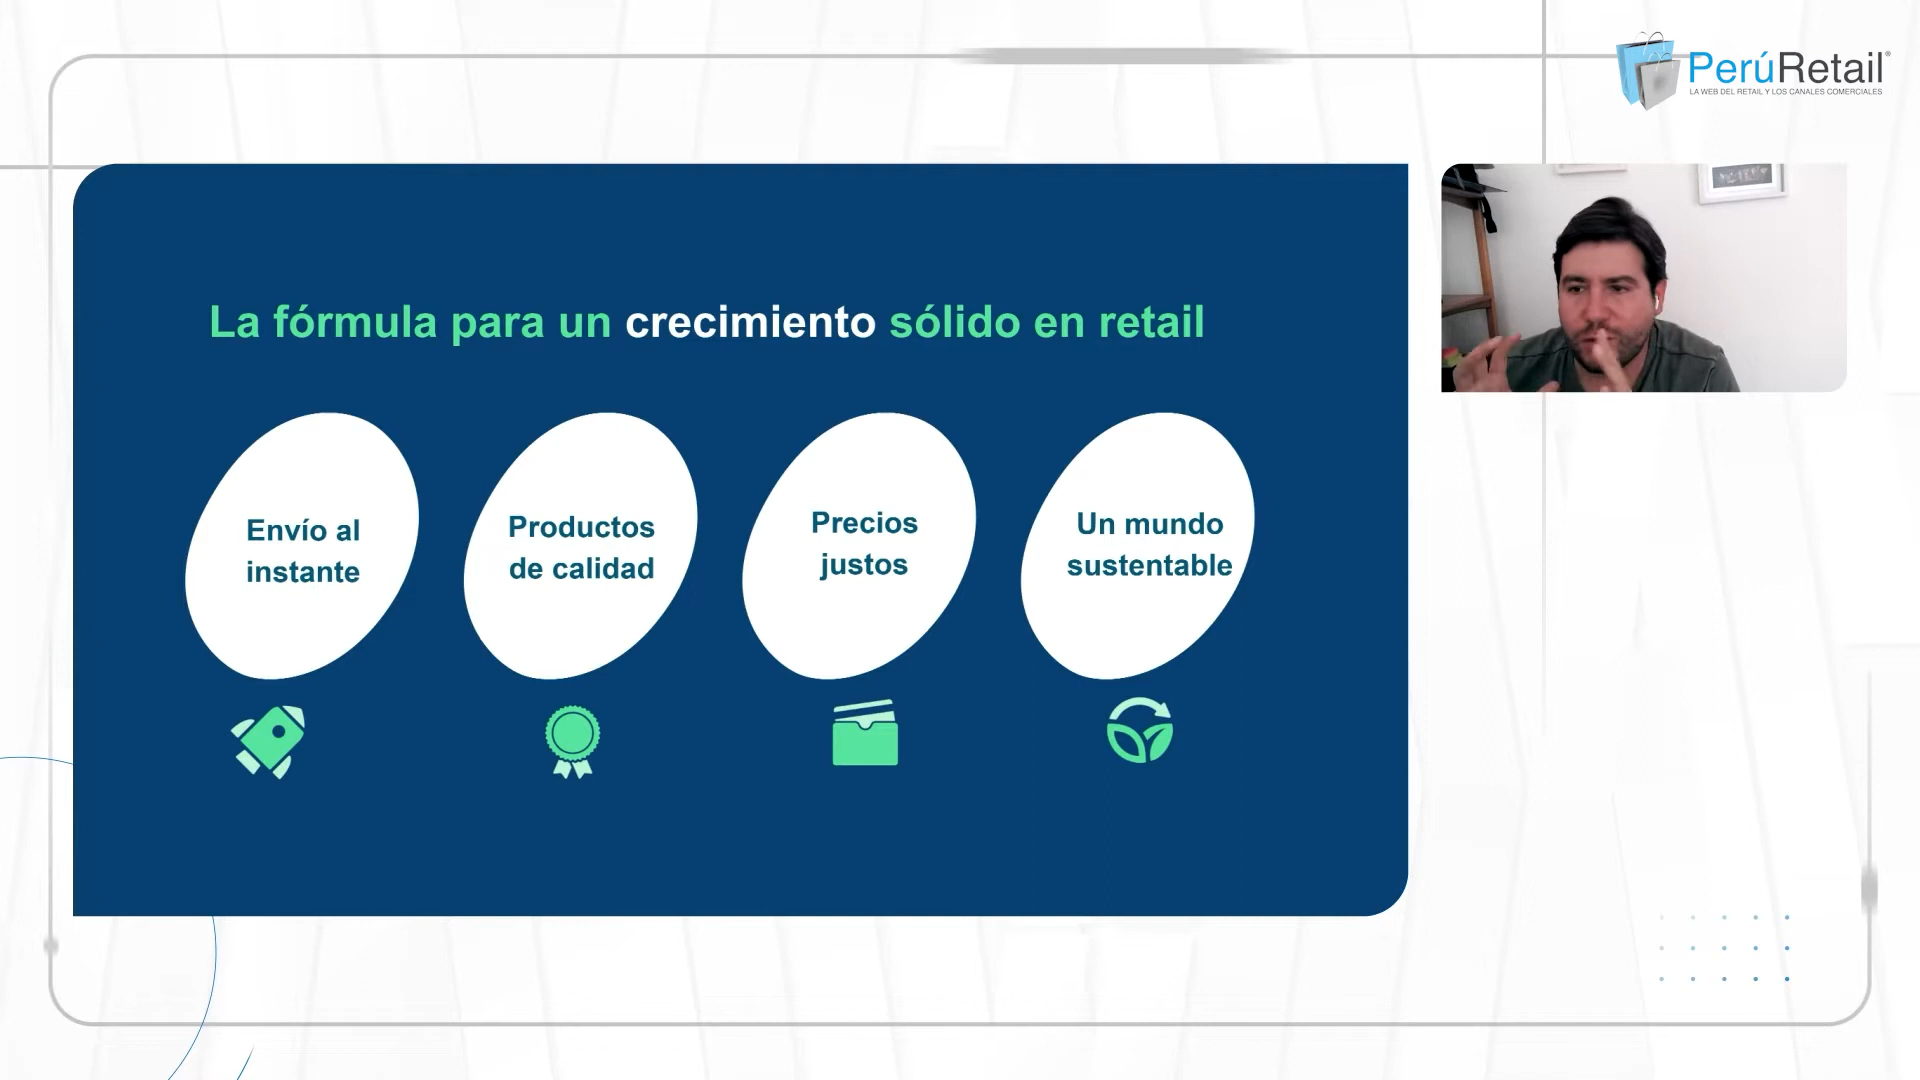 PerúRetail®
LA WEB DEL RETAIL Y LOS CANALES COMERCIALES
La fórmula para un crecimiento sólido en retail
Envío al
instante
Productos
de calidad
Precios
justos
Un mundo
sustentable